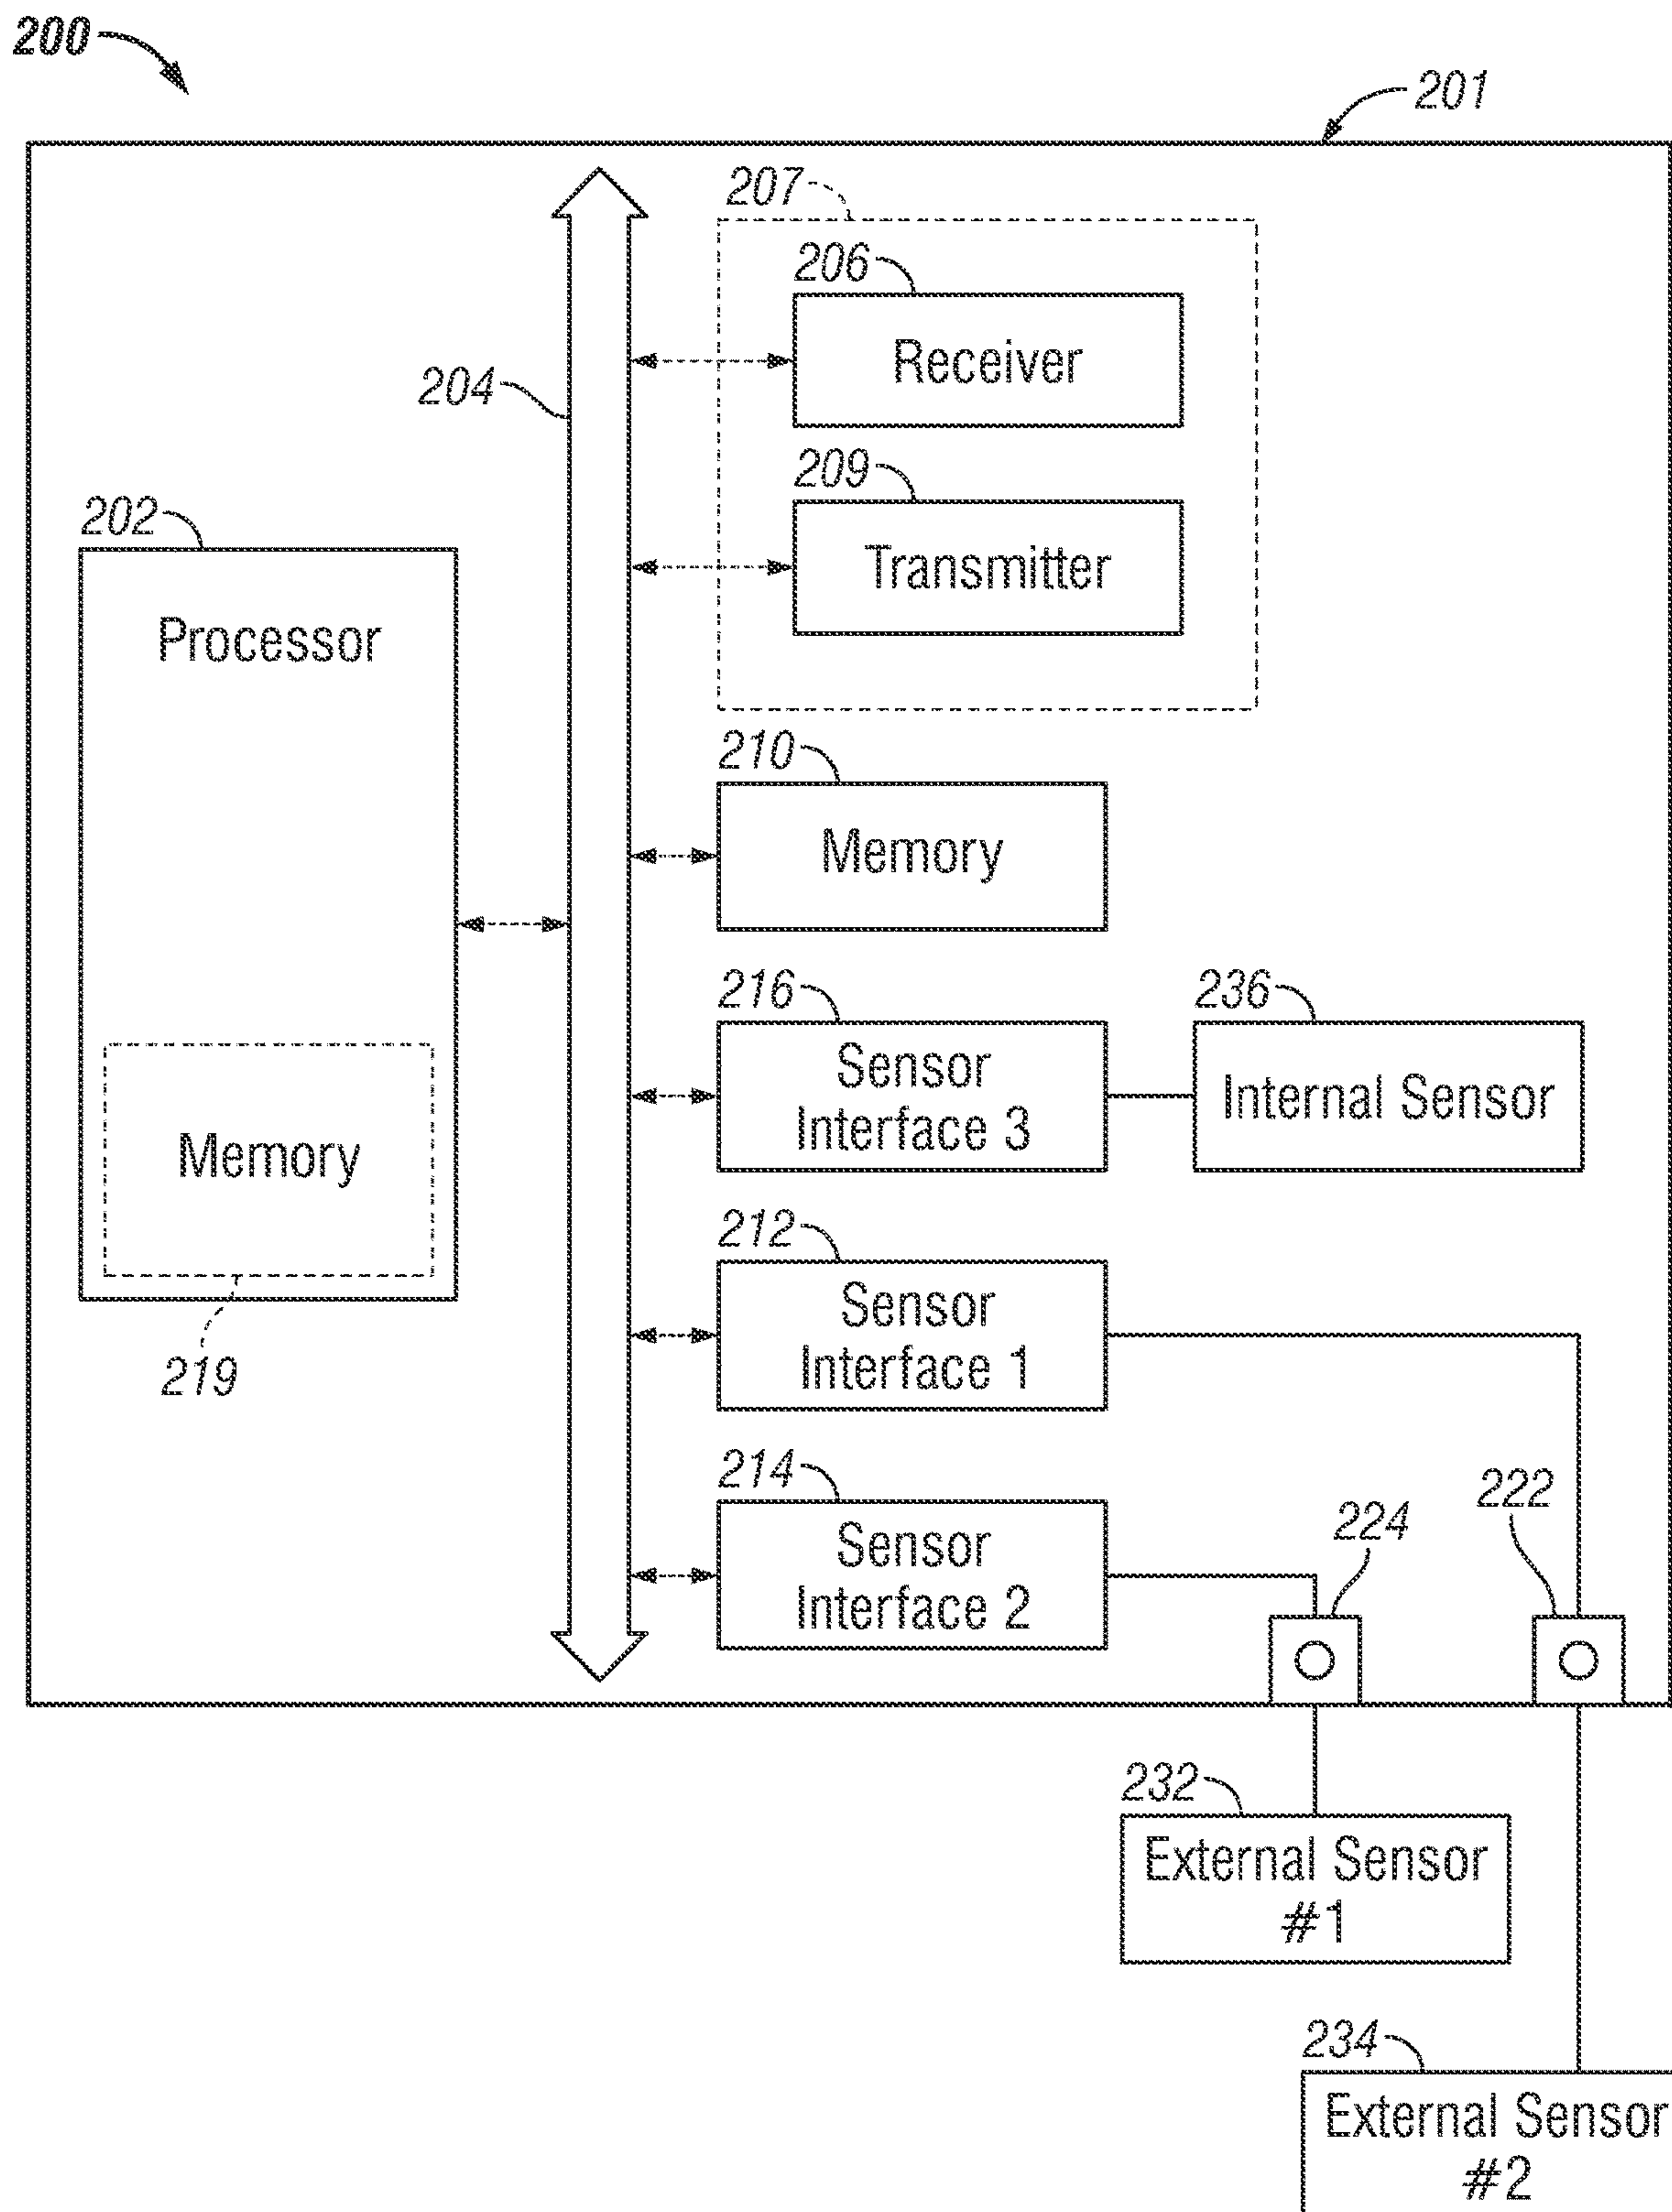 200
201
207
206
Receiver
204
209
Transmitter
202
Processor
210
Memory
216
Sensor
Interface 3
236
Internal Sensor
Memory
219
212
Sensor
Interface 1
214
Sensor
Interface 2
224
222
232
External Sensor
#1
234
External Sensor
#2